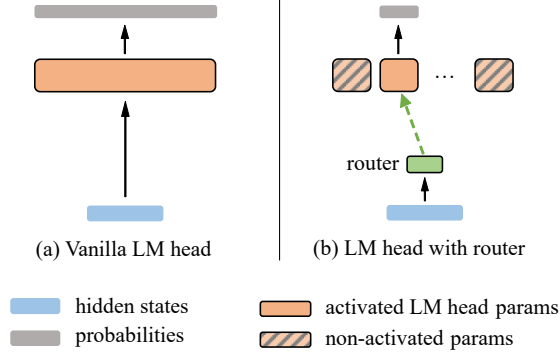 ...
router
(a) Vanilla LM head
(b) LM head with router
hidden states
activated LM head params
probabilities
non-activated params